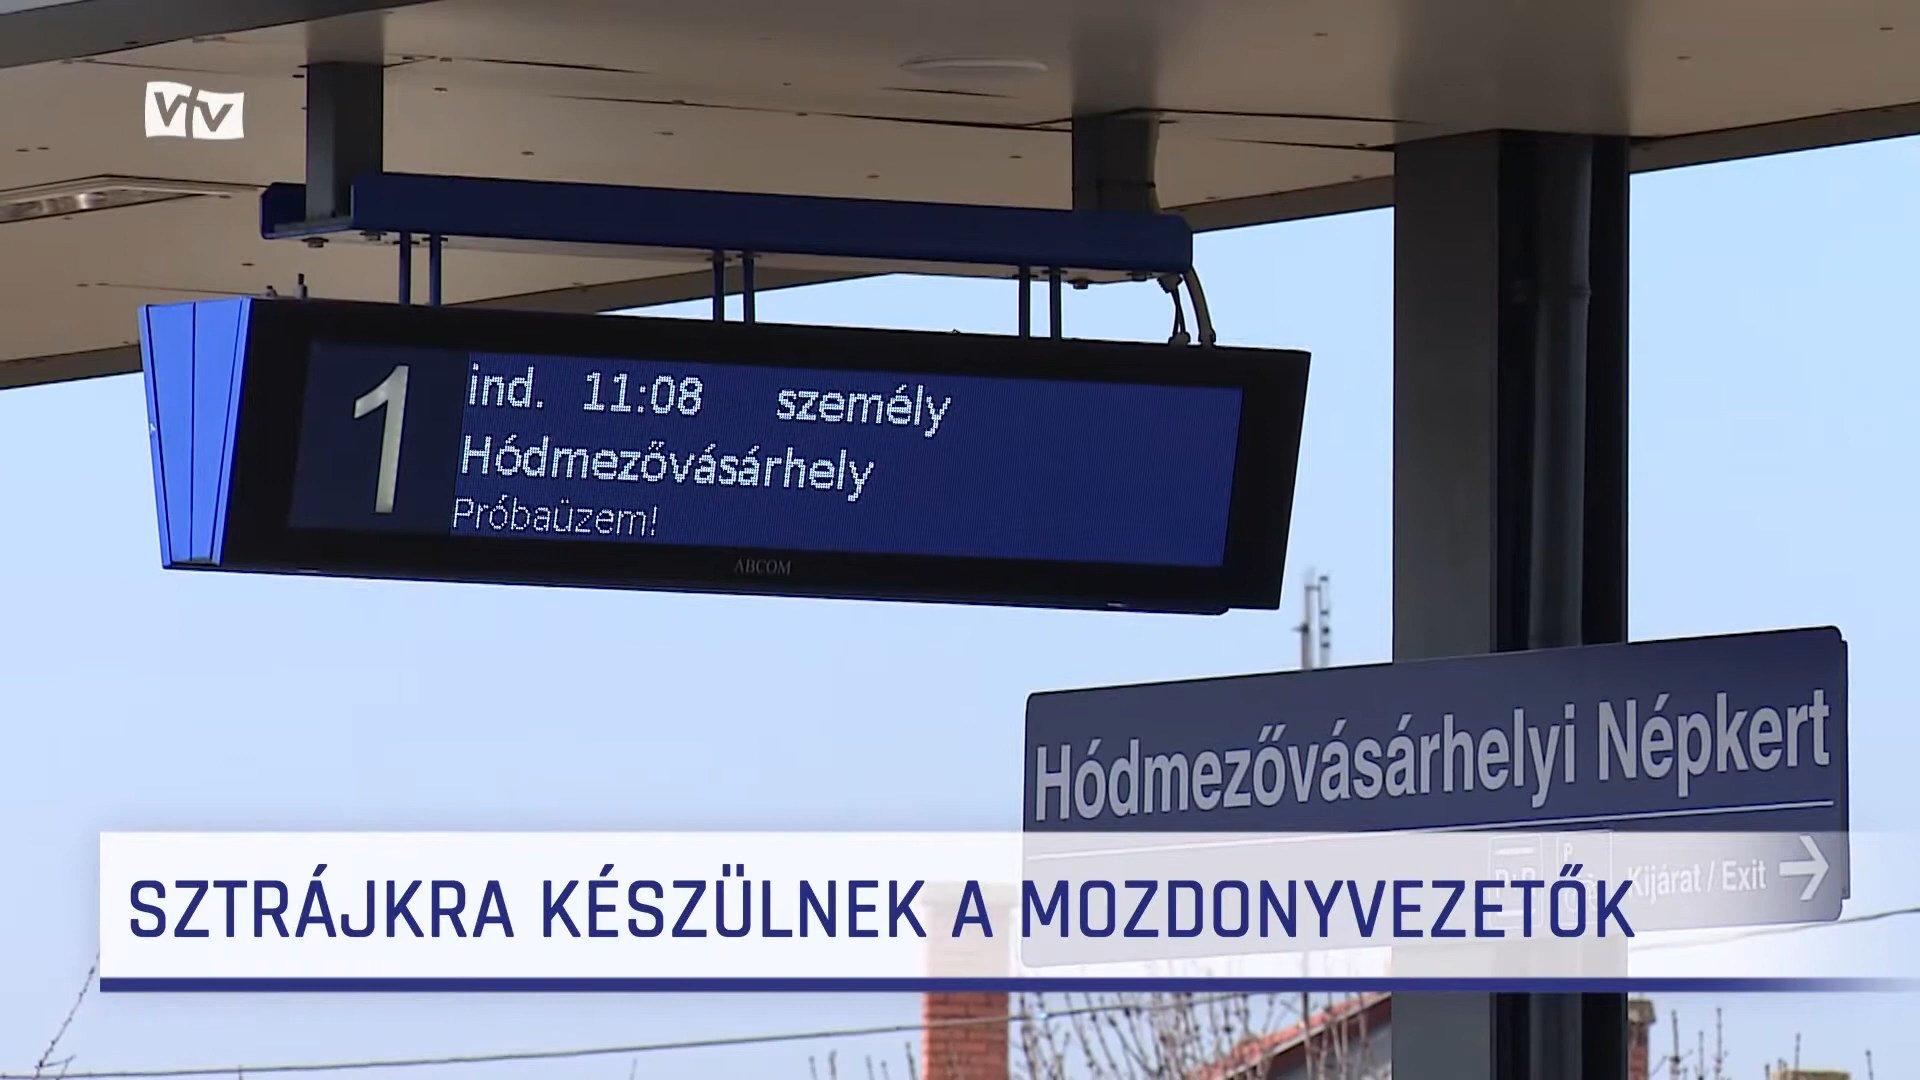 vtv
1
ind. 11:08 személy
Hódmezővásárhely
Próbaüzem!
ABCOM
Hódmezővásárhelyi Népkert
P+R
Kijárat / Exit
SZTRÁJKRA KÉSZÜLNEK A MOZDONYVEZETŐK